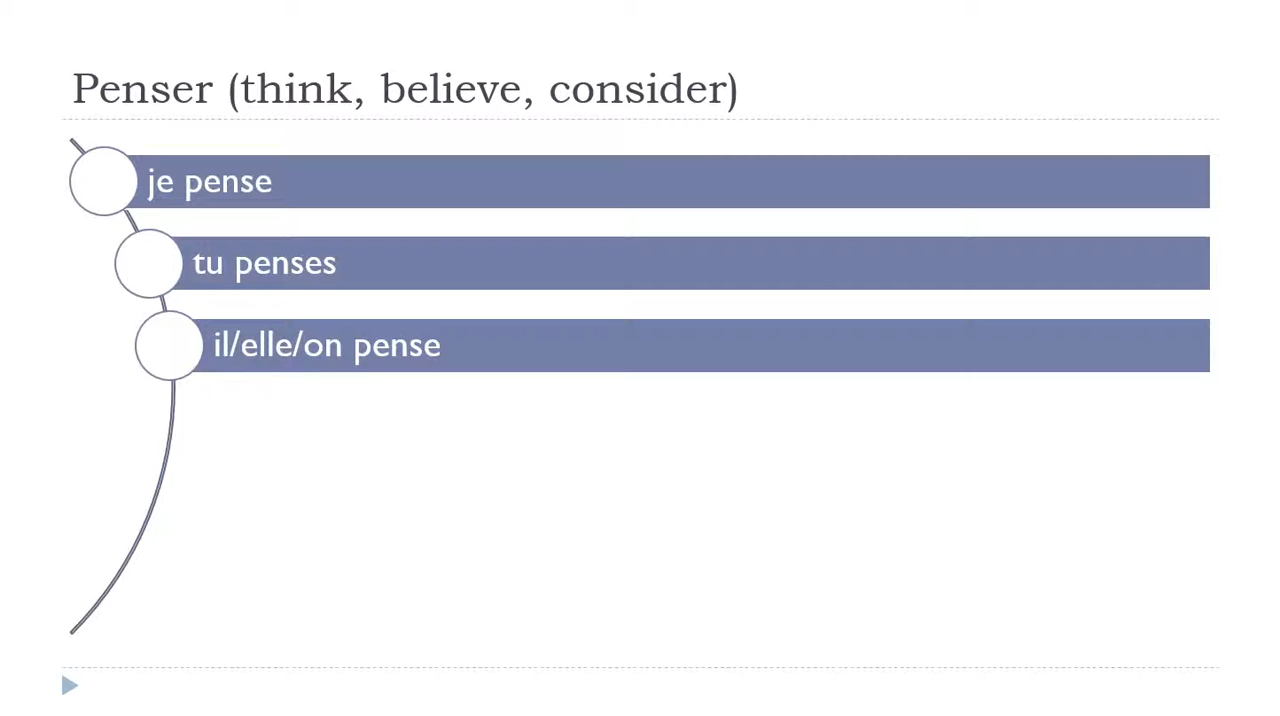 Penser (think, believe, consider)
je pense
tu penses
il/elle/on pense